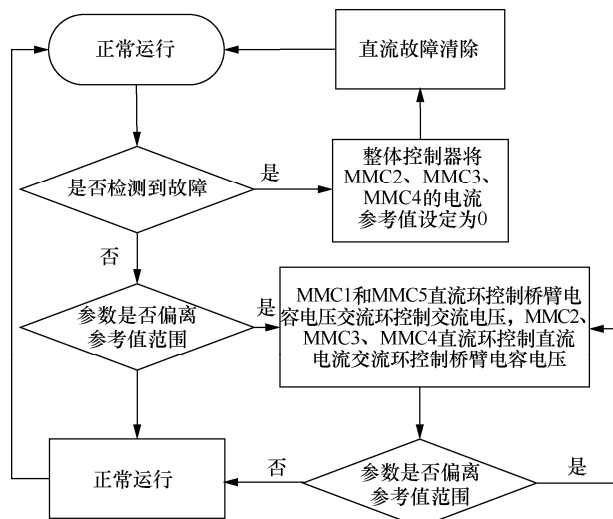 正常运行
直流故障清除
是否检测到故障
是
整体控制器将
MMC2、MMC3、
MMC4的电流
参考值设定为0
否
参数是否偏离
参考值范围
是
MMC1和MMC5直流环控制桥臂电
容电压交流环控制交流电压，MMC2、
MMC3、MMC4直流环控制直流
电流交流环控制桥臂电容电压
正常运行
否
参数是否偏离
参考值范围
是